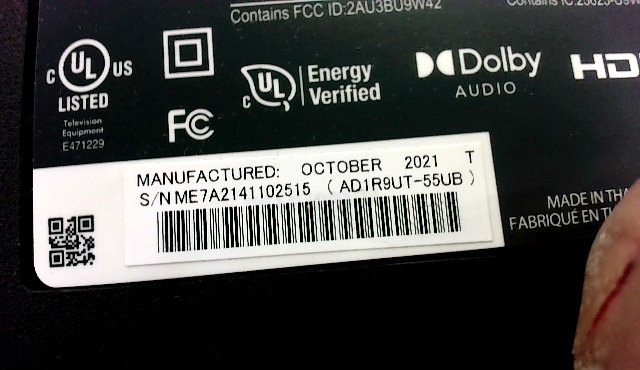 Contains FCC ID:2AU3BU9W42
C UL US
LISTED
Television
Equipment
E471229
FC
C UL Energy
Verified
Dolby
AUDIO
MANUFACTURED: OCTOBER 2021 T
S/N ME7A2141102515 ( AD1R9UT-55UB )
MADE IN
FABRIQUÉ EN